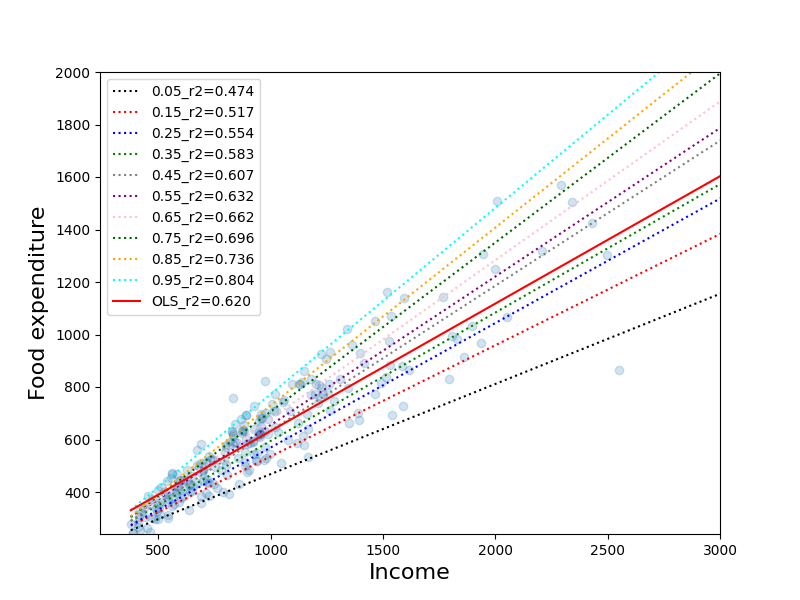 2000
1800
1600
1400
1200
1000
800
600
400
Food expenditure
0.05_r2=0.474
0.15_r2=0.517
0.25_r2=0.554
0.35_r2=0.583
0.45_r2=0.607
0.55_r2=0.632
0.65_r2=0.662
0.75_r2=0.696
0.85_r2=0.736
0.95_r2=0.804
OLS_r2=0.620
500 1000 1500 2000 2500 3000
Income